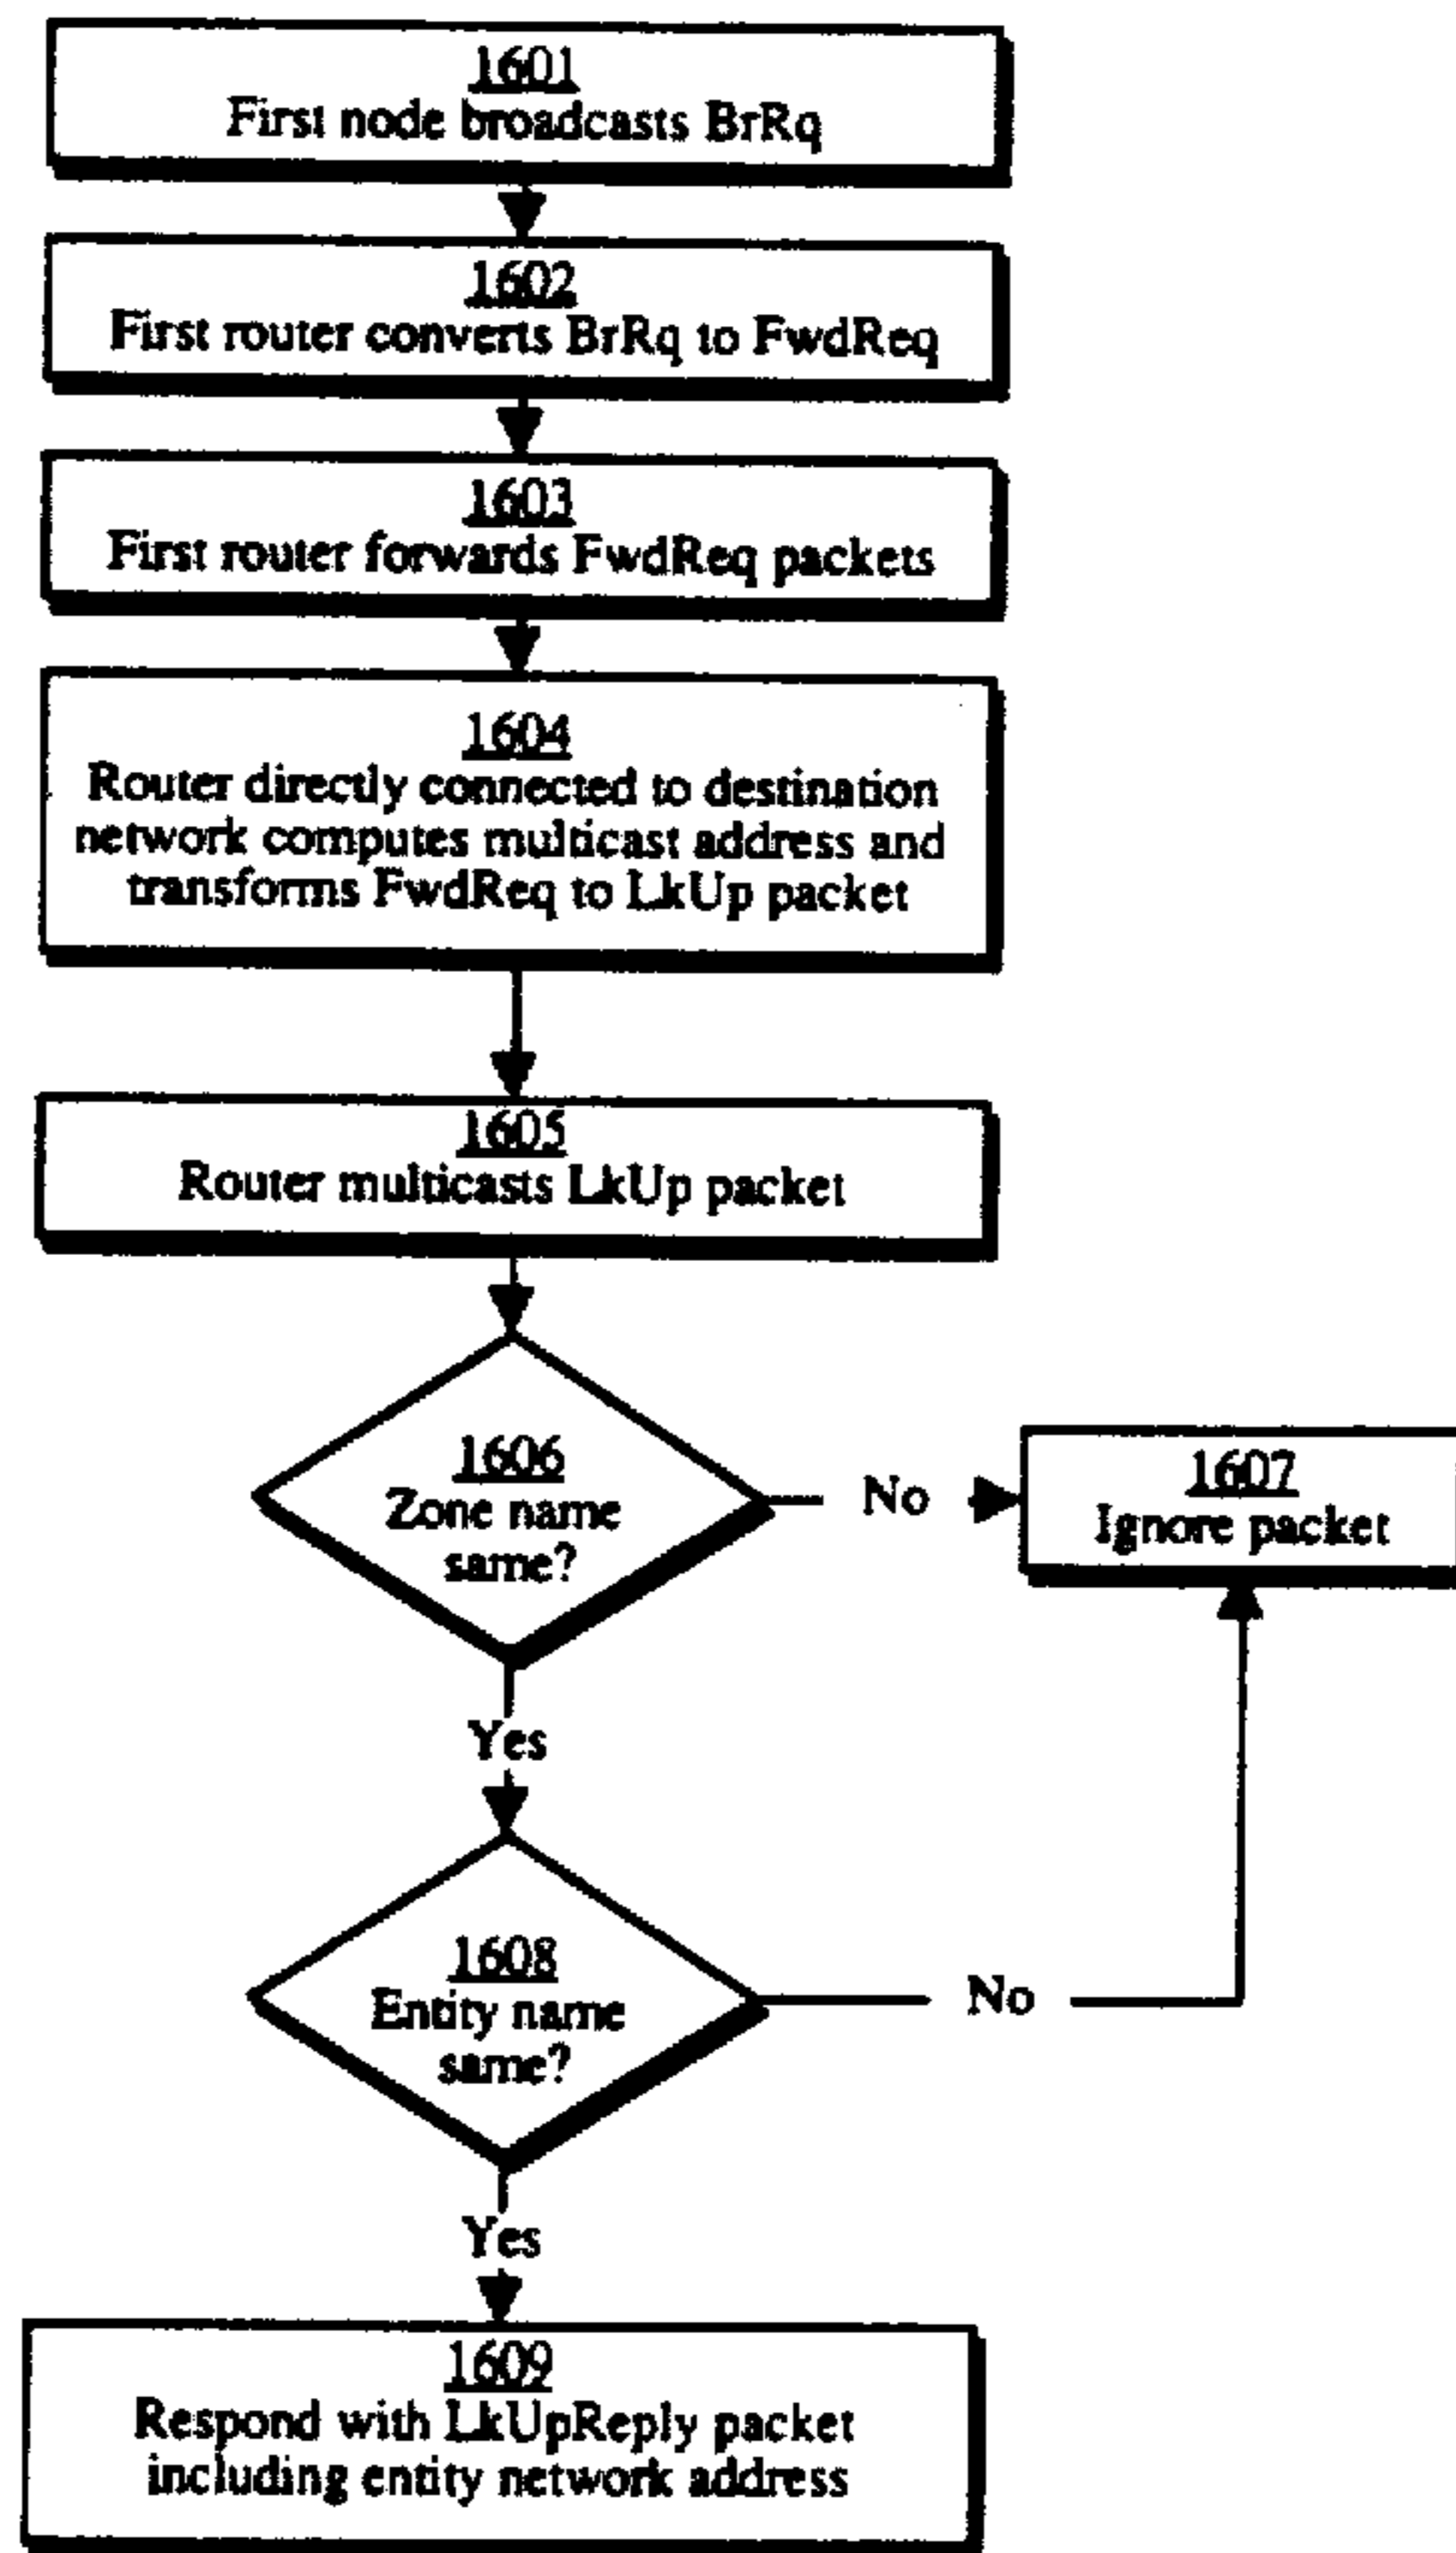 1601
First node broadcasts BrRq
1602
First router converts BrRq to FwdReq
1603
First router forwards FwdReq packets
1604
Router directly connected to destination
network computes multicast address and
transforms FwdReq to LkUp packet
1605
Router multicasts LkUp packet
1606
Zone name
same?
No
1607
Ignore packet
Yes
1608
Entity name
same?
No
Yes
1609
Respond with LkUpReply packet
including entity network address